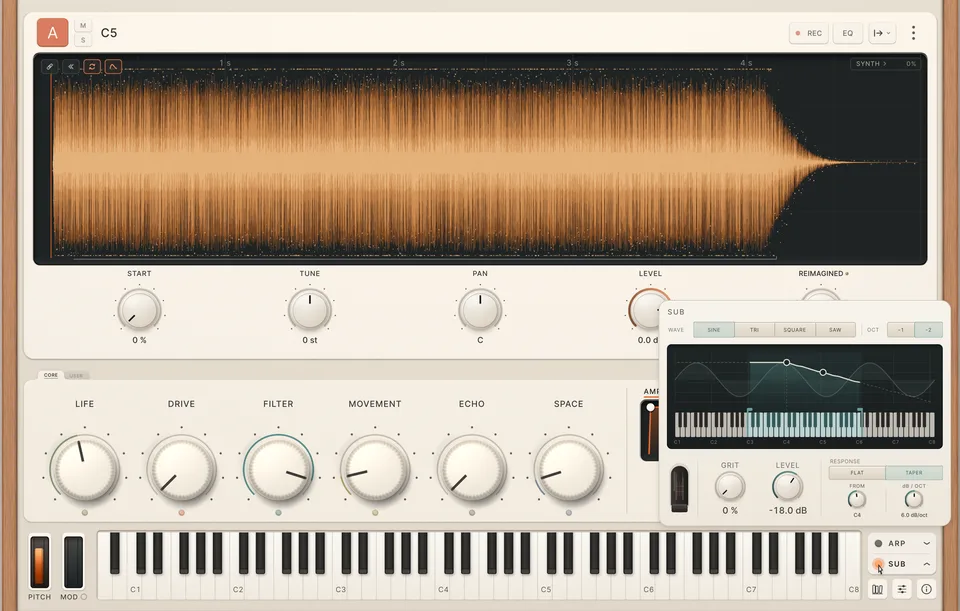 A
M
S
C5
REC
EQ
1 s
2 s
3 s
4 s
SYNTH
0%
START
TUNE
PAN
LEVEL
REIMAGINED
0 %
0 st
C
0.0 d
SUB
WAVE
SINE
TRI
SQUARE
SAW
OCT
-1
-2
C1
C2
C3
C4
C5
C6
C7
C8
CORE
LIFE
DRIVE
FILTER
MOVEMENT
ECHO
SPACE
AMP
GRIT
LEVEL
RESPONSE
FLAT
TAPER
FROM
dB / OCT
0 %
-18.0 dB
C4
6.0 dB/oct
PITCH
MOD
C1
C2
C3
C4
C5
C6
C7
C8
ARP
SUB